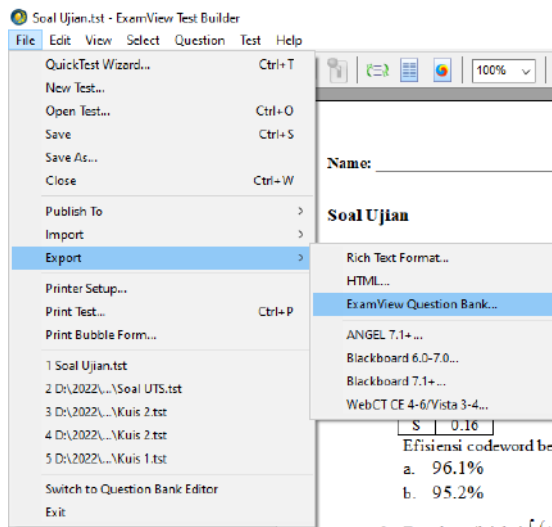 Soal Ujian.tst - ExamView Test Builder
File Edit View Select Question Test Help
QuickTest Wizard... Ctrl+T
New Test...
Open Test... Ctrl+O
Save Ctrl+S
Save As...
Close Ctrl+W
Publish To
Import
Export
Printer Setup...
Print Test... Ctrl+P
Print Bubble Form...
1 Soal Ujian.tst
2 D:\2022\...\Soal UTS.tst
3 D:\2022\...\Kuis 2.tst
4 D:\2022\...\Kuis 2.tst
5 D:\2022\...\Kuis 1.tst
Switch to Question Bank Editor
Exit
100%
Name:
Soal Ujian
Rich Text Format...
HTML...
ExamView Question Bank...
ANGEL 7.1+...
Blackboard 6.0-7.0...
Blackboard 7.1+...
WebCT CE 4-6/Vista 3-4...
S 0.16
Efisiensi codeword be
a. 96.1%
b. 95.2%